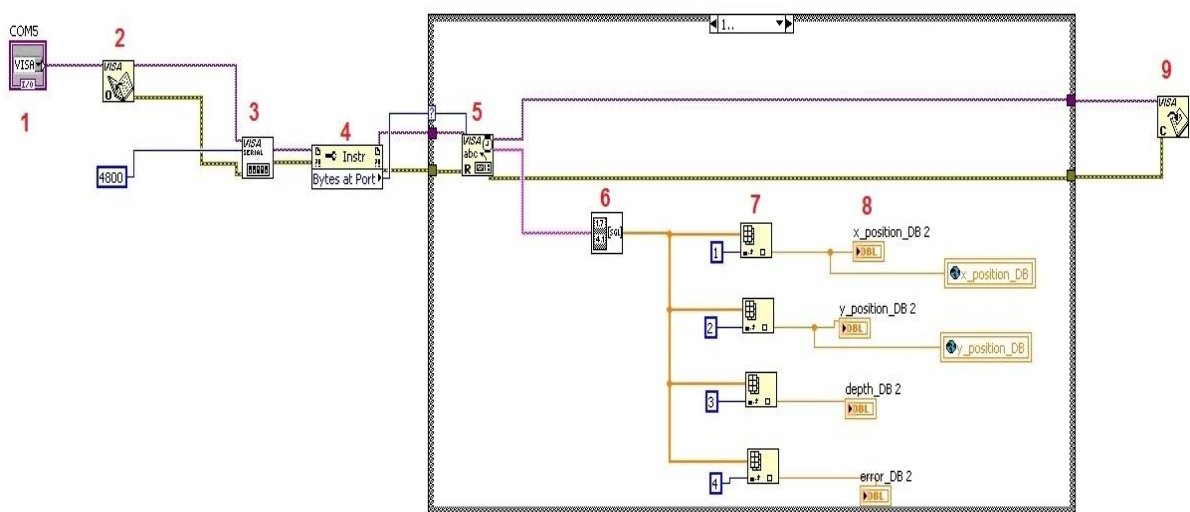 COM5
VISA
I/O
1
2
VISA
O
3
VISA
SERIAL
4800
4
Instr
Bytes at Port
1..
?
5
VISA
abc
R
6
7
8
1
x_position_DB 2
DBL
x_position_DB
2
y_position_DB 2
DBL
y_position_DB
3
depth_DB 2
DBL
4
error_DB 2
DBL
9
VISA
C